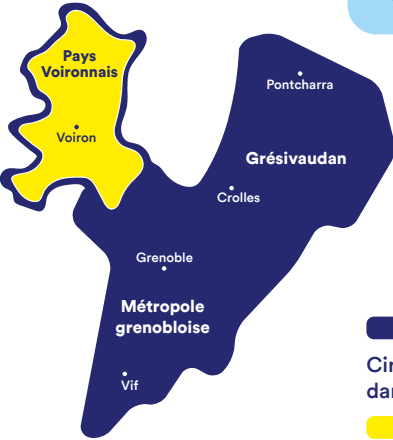 Pays
Voironnais
Voiron
Pontcharra
Grésivaudan
Crolles
Grenoble
Métropole
grenobloise
Vif